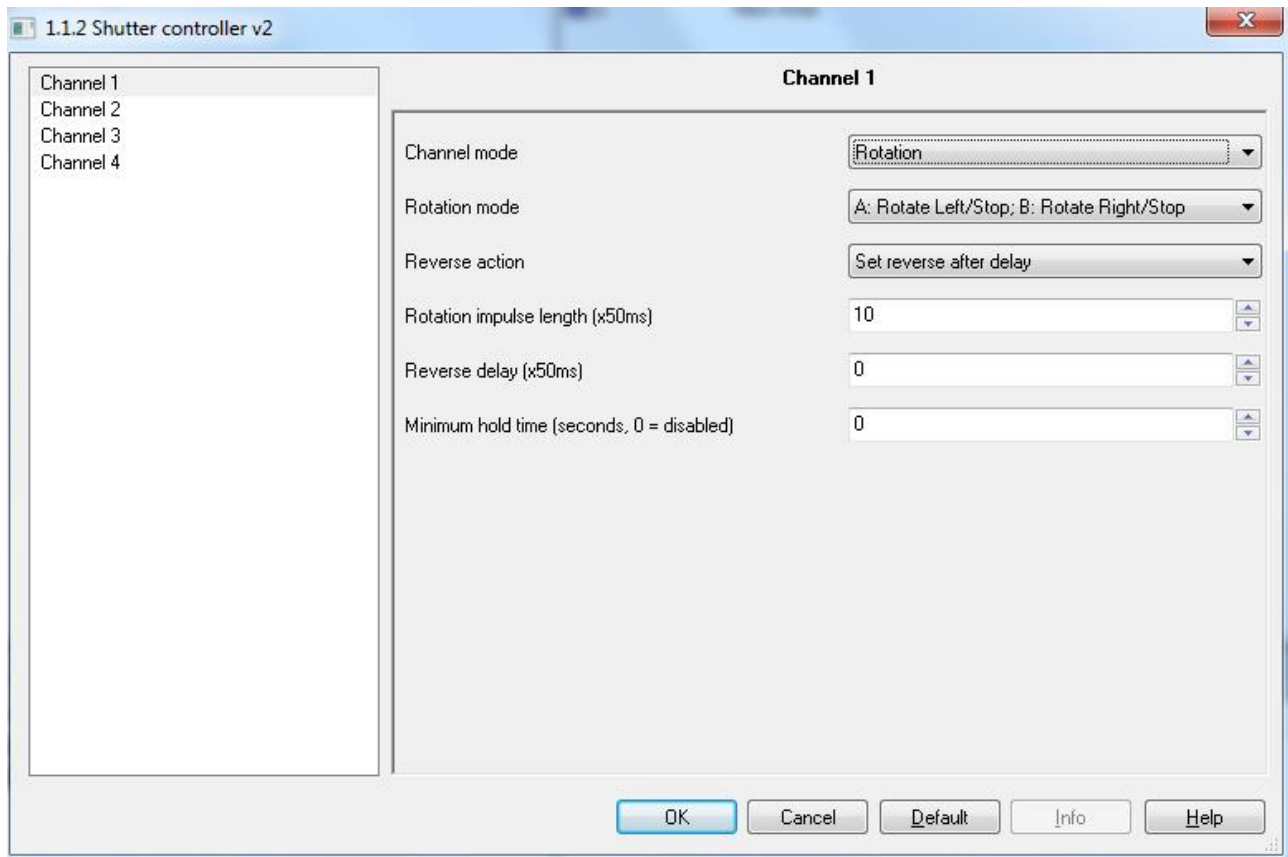 1.1.2 Shutter controller v2
Channel 1
Channel 2
Channel 3
Channel 4
Channel 1
Channel mode
Rotation
Rotation mode
A: Rotate Left/Stop; B: Rotate Right/Stop
Reverse action
Set reverse after delay
Rotation impulse length (x50ms)
10
Reverse delay (x50ms)
0
Minimum hold time (seconds, 0 = disabled)
0
OK
Cancel
Default
Info
Help